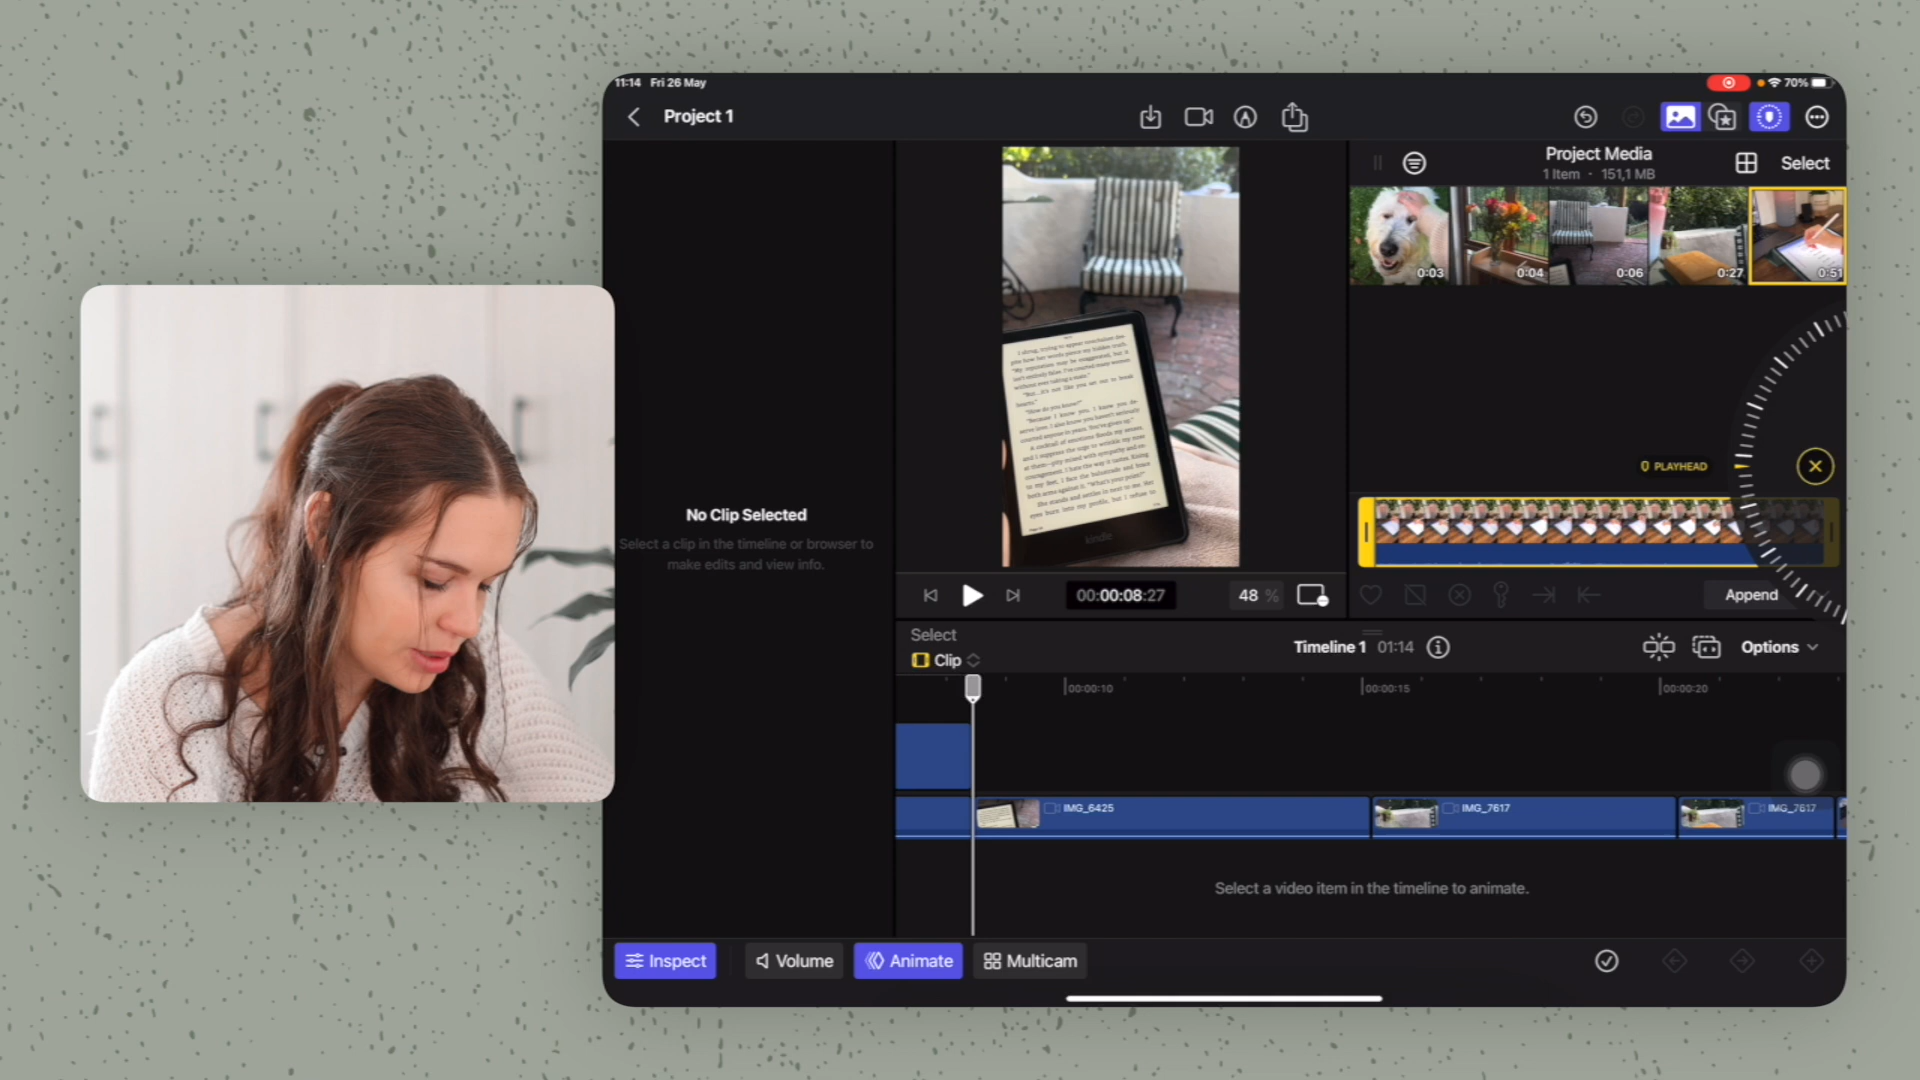 11:14 Fri 26 May
70%
Project 1
Project Media
1 Item · 151,1 MB
Select
0:03
0:04
0:06
0:27
0:51
No Clip Selected
Select a clip in the timeline or browser to
make edits and view info.
kindle
PLAYHEAD
00:00:08:27
48 %
Append
Select
Clip
Timeline 1 01:14
Options
00:00:10
00:00:15
00:00:20
IMG_6425
IMG_7617
IMG_7617
Select a video item in the timeline to animate.
Inspect
Volume
Animate
Multicam